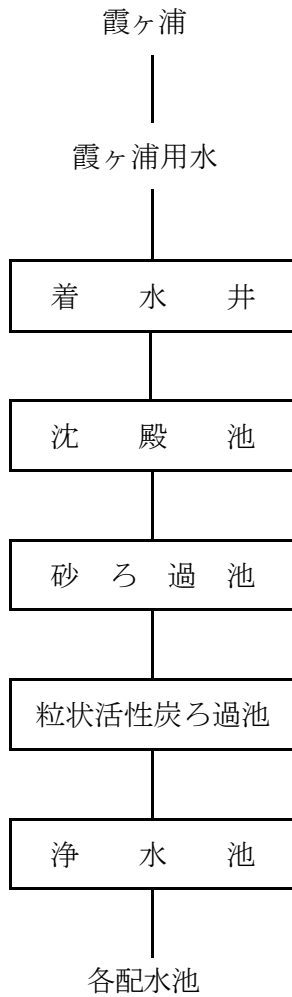 霞ヶ浦
霞ヶ浦用水
着水井
沈殿池
砂ろ過池
粒状活性炭ろ過池
浄水池
各配水池